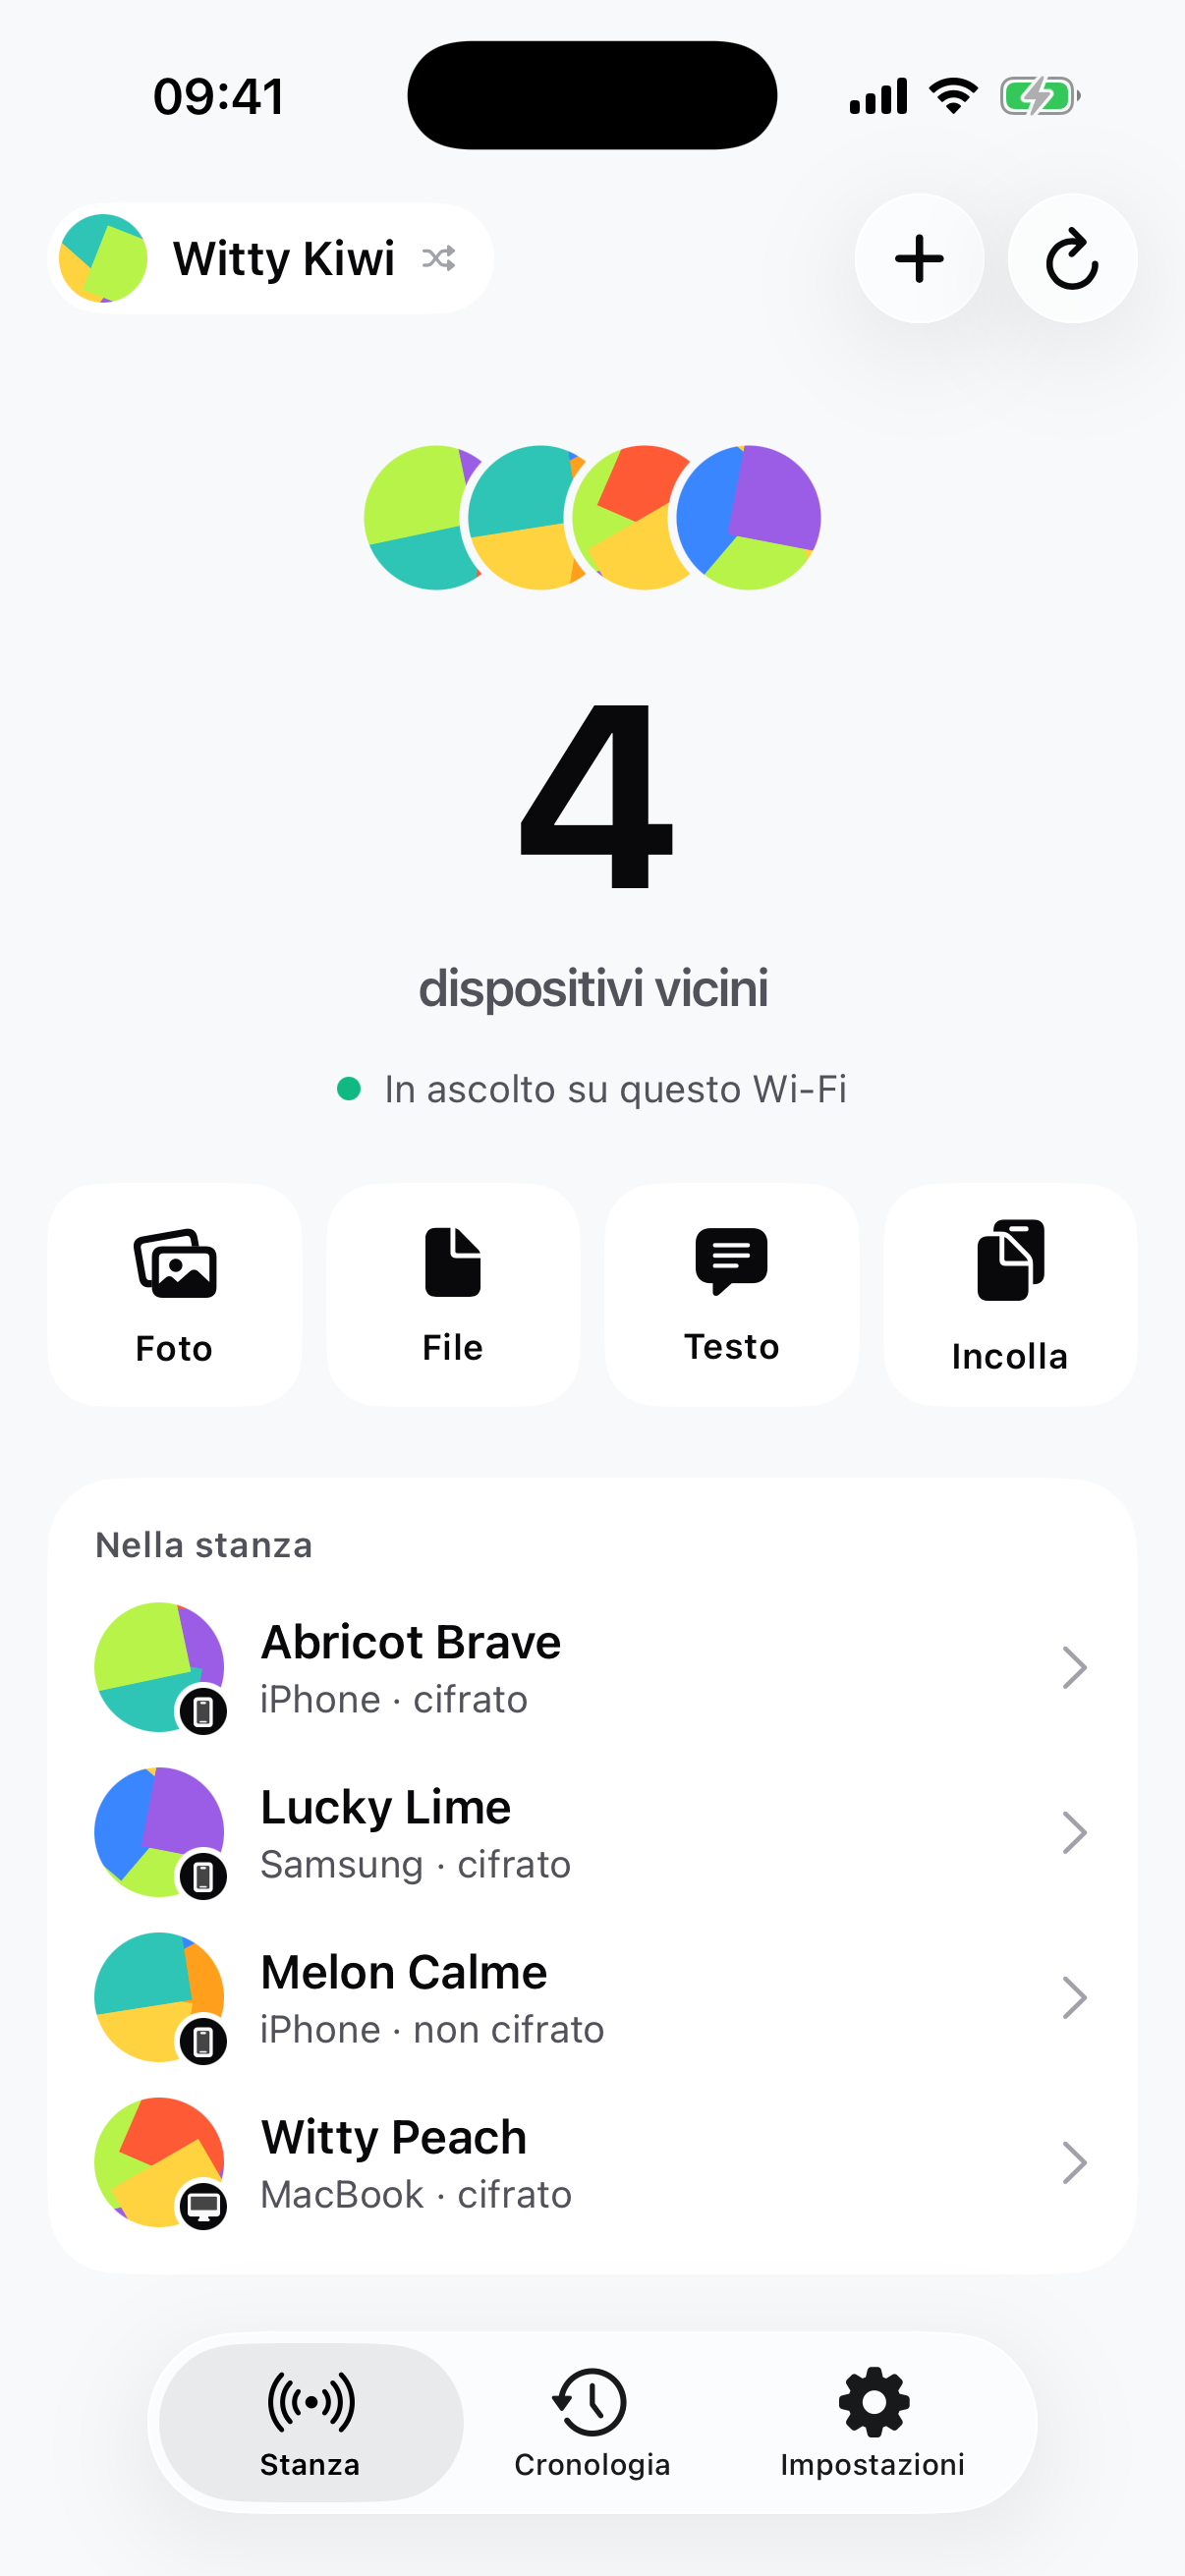 09:41
Witty Kiwi
4
dispositivi vicini
In ascolto su questo Wi-Fi
Foto
File
Testo
Incolla
Nella stanza
Abricot Brave
iPhone · cifrato
Lucky Lime
Samsung · cifrato
Melon Calme
iPhone · non cifrato
Witty Peach
MacBook · cifrato
Stanza
Cronologia
Impostazioni